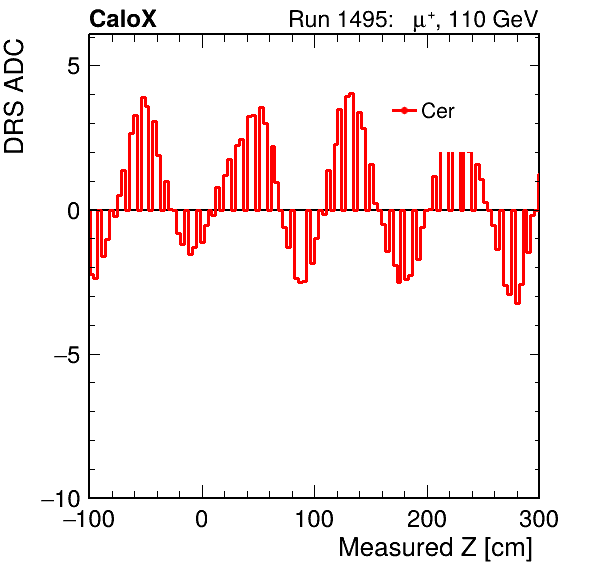 CaloX Run 1495: μ⁺, 110 GeV
DRS ADC
5
Cer
0
−5
−10
−100 0 100 200 300
Measured Z [cm]